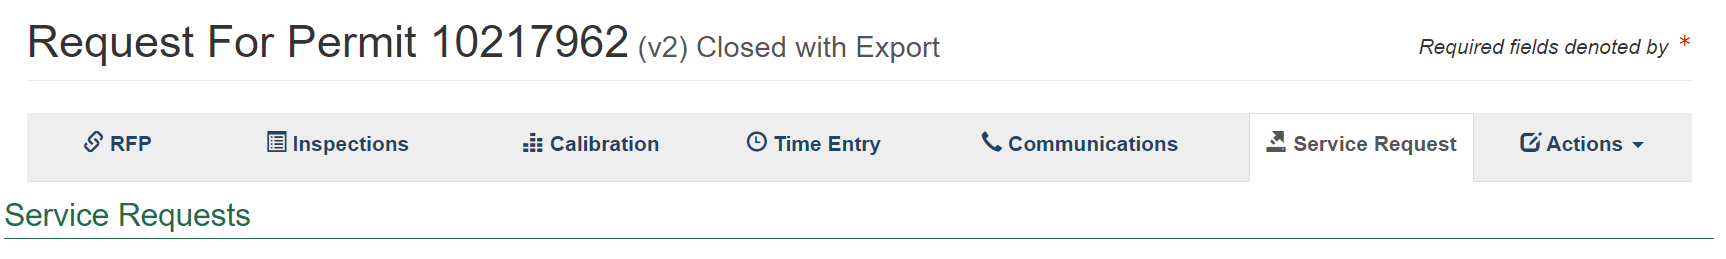 Request For Permit 10217962 (v2) Closed with Export
Required fields denoted by *
RFP Inspections Calibration Time Entry Communications Service Request Actions
Service Requests